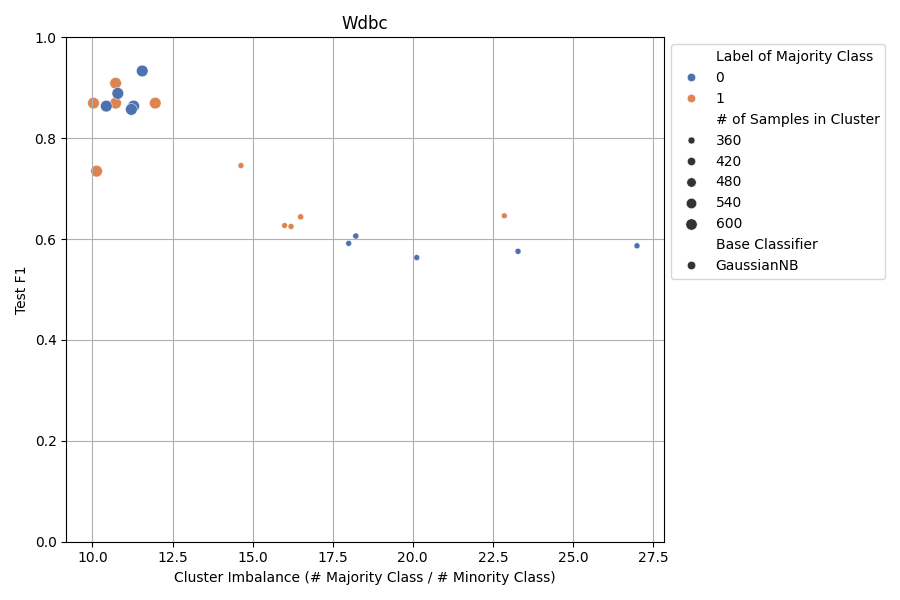 Wdbc
Test F1
1.0
0.8
0.6
0.4
0.2
0.0
10.0 12.5 15.0 17.5 20.0 22.5 25.0 27.5
Cluster Imbalance (# Majority Class / # Minority Class)
Label of Majority Class
0
1
# of Samples in Cluster
360
420
480
540
600
Base Classifier
GaussianNB